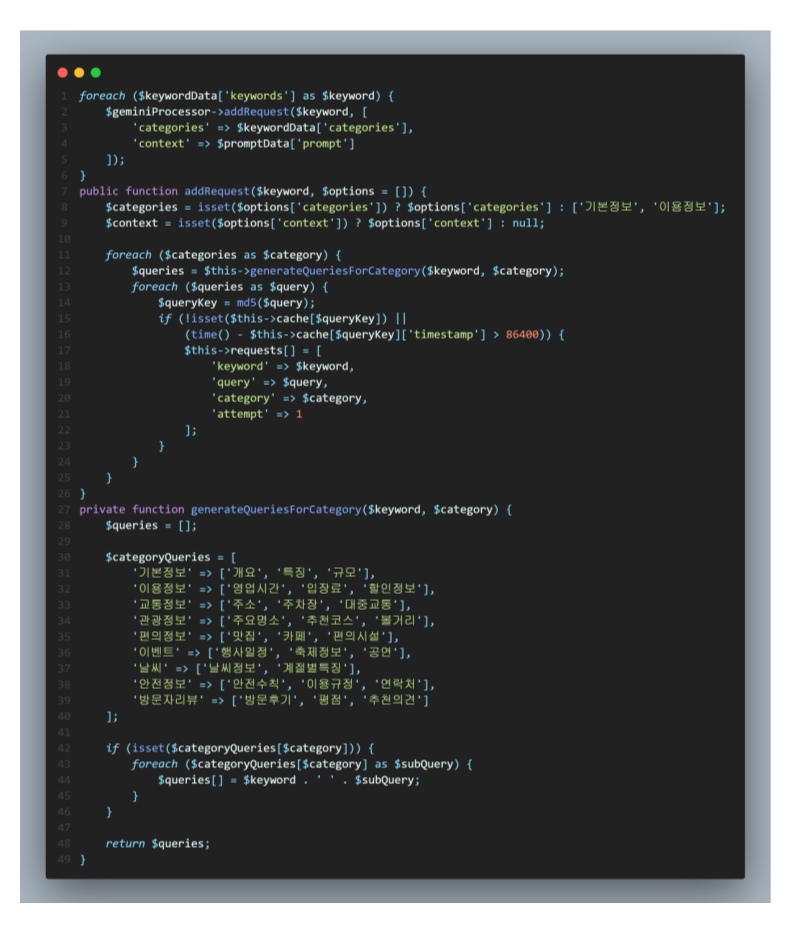 1 foreach ($keywordData['keywords'] as $keyword) {
2 $geminiProcessor->addRequest($keyword, [
3 'categories' => $keywordData['categories'],
4 'context' => $promptData['prompt']
5 ]);
6 }
7 public function addRequest($keyword, $options = []) {
8 $categories = isset($options['categories']) ? $options['categories'] : ['기본정보', '이용정보'];
9 $context = isset($options['context']) ? $options['context'] : null;
10
11 foreach ($categories as $category) {
12 $queries = $this->generateQueriesForCategory($keyword, $category);
13 foreach ($queries as $query) {
14 $queryKey = md5($query);
15 if (!isset($this->cache[$queryKey]) ||
16 (time() - $this->cache[$queryKey]['timestamp'] > 86400)) {
17 $this->requests[] = [
18 'keyword' => $keyword,
19 'query' => $query,
20 'category' => $category,
21 'attempt' => 1
22 ];
23 }
24 }
25 }
26 }
27 private function generateQueriesForCategory($keyword, $category) {
28 $queries = [];
29
30 $categoryQueries = [
31 '기본정보' => ['개요', '특징', '규모'],
32 '이용정보' => ['영업시간', '입장료', '할인정보'],
33 '교통정보' => ['주소', '주차장', '대중교통'],
34 '관광정보' => ['주요명소', '추천코스', '볼거리'],
35 '편의정보' => ['맛집', '카페', '편의시설'],
36 '이벤트' => ['행사일정', '축제정보', '공연'],
37 '날씨' => ['날씨정보', '계절별특징'],
38 '안전정보' => ['안전수칙', '이용규정', '연락처'],
39 '방문자리뷰' => ['방문후기', '평점', '추천의견']
40 ];
41
42 if (isset($categoryQueries[$category])) {
43 foreach ($categoryQueries[$category] as $subQuery) {
44 $queries[] = $keyword . ' ' . $subQuery;
45 }
46 }
47
48 return $queries;
49 }